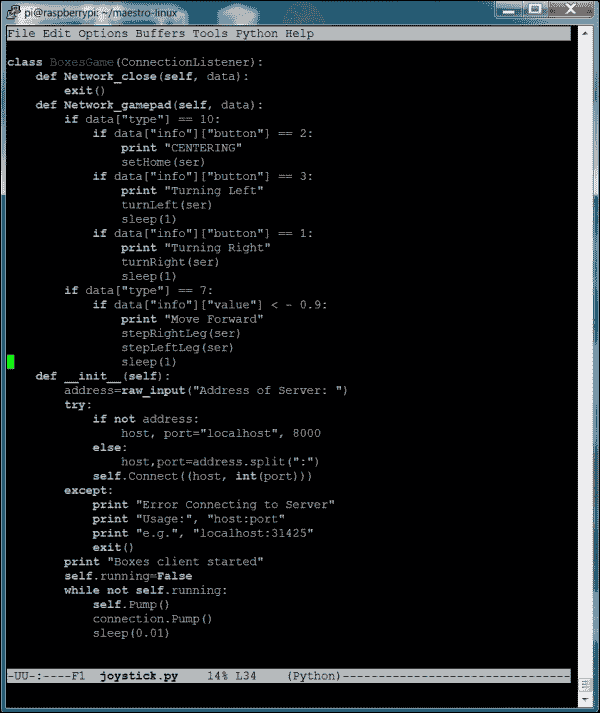 pi@raspberrypi: ~/maestro-linux
File Edit Options Buffers Tools Python Help
class BoxesGame(ConnectionListener):
    def Network_close(self, data):
        exit()
    def Network_gamepad(self, data):
        if data["type"] == 10:
            if data["info"]["button"] == 2:
                print "CENTERING"
                setHome(ser)
            if data["info"]["button"] == 3:
                print "Turning Left"
                turnLeft(ser)
                sleep(1)
            if data["info"]["button"] == 1:
                print "Turning Right"
                turnRight(ser)
                sleep(1)
        if data["type"] == 7:
            if data["info"]["value"] < - 0.9:
                print "Move Forward"
                stepRightLeg(ser)
                stepLeftLeg(ser)
                sleep(1)
    def __init__(self):
        address=raw_input("Address of Server: ")
        try:
            if not address:
                host, port="localhost", 8000
            else:
                host,port=address.split(":")
            self.Connect((host, int(port)))
        except:
            print "Error Connecting to Server"
            print "Usage:", "host:port"
            print "e.g.", "localhost:31425"
            exit()
        print "Boxes client started"
        self.running=False
        while not self.running:
            self.Pump()
            connection.Pump()
            sleep(0.01)
-UU-:----F1  joystick.py    14% L34    (Python)--------------------------------